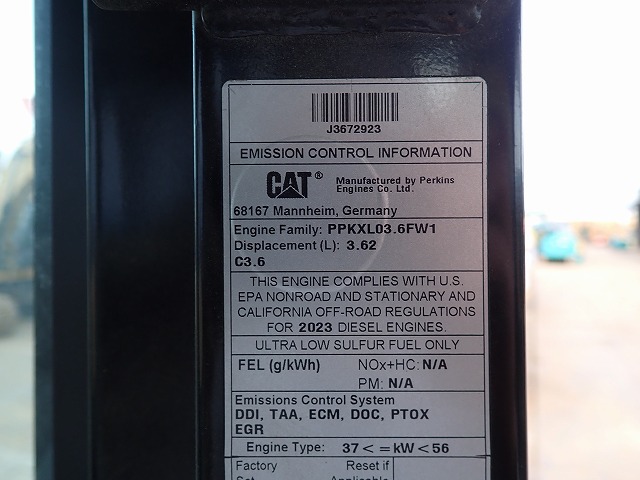 J3672923
EMISSION CONTROL INFORMATION
CAT® Manufactured by Perkins
Engines Co. Ltd.
68167 Mannheim, Germany
Engine Family: PPKXL03.6FW1
Displacement (L): 3.62
C3.6
THIS ENGINE COMPLIES WITH U.S.
EPA NONROAD AND STATIONARY AND
CALIFORNIA OFF-ROAD REGULATIONS
FOR 2023 DIESEL ENGINES.
ULTRA LOW SULFUR FUEL ONLY
FEL (g/kWh) NOx+HC: N/A
PM: N/A
Emissions Control System
DDI, TAA, ECM, DOC, PTOX
EGR
Engine Type: 37 < = kW < 56
Factory Reset if
Set Applicable